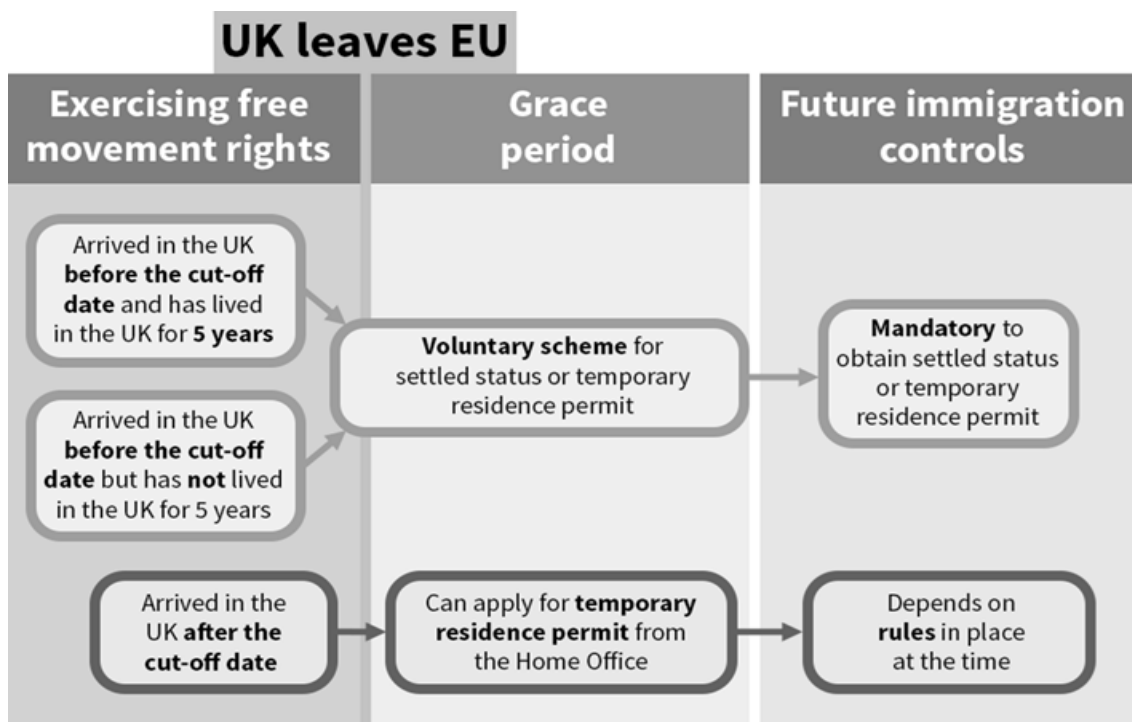 UK leaves EU
Exercising free
movement rights
Grace
period
Future immigration
controls
Arrived in the UK
before the cut-off
date and has lived
in the UK for 5 years
Arrived in the UK
before the cut-off
date but has not lived
in the UK for 5 years
Voluntary scheme for
settled status or temporary
residence permit
Mandatory to
obtain settled status
or temporary
residence permit
Arrived in the
UK after the
cut-off date
Can apply for temporary
residence permit from
the Home Office
Depends on
rules in place
at the time